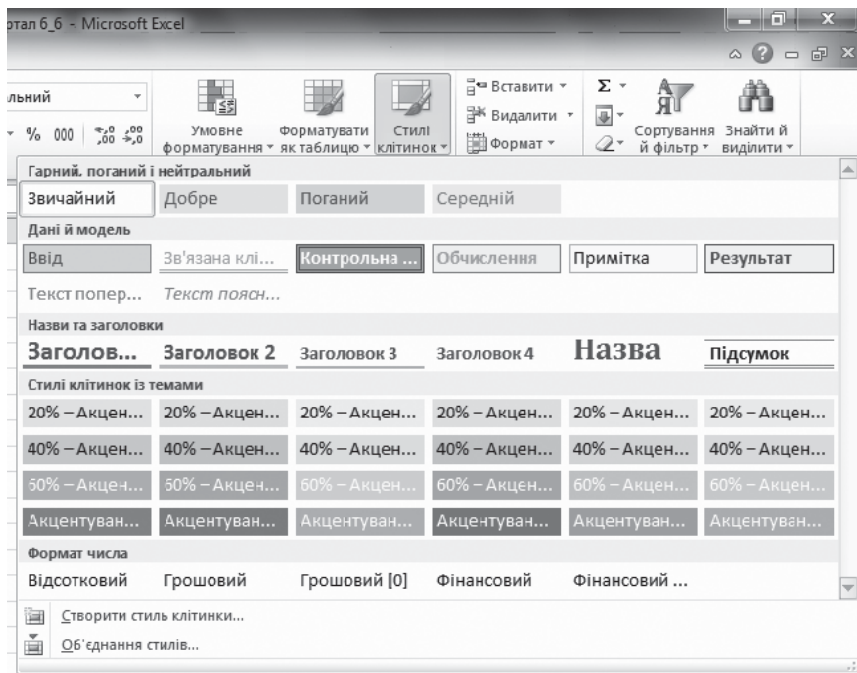 ртал 6_6 - Microsoft Excel
льний
Вставити
Σ
% 000 ,00 ,00
Видалити
Умовне форматування
Форматувати як таблицю
Стилі клітинок
Формат
Сортування й фільтр
Знайти й виділити
Гарний, поганий і нейтральний
Звичайний Добре Поганий Середній
Дані й модель
Ввід Зв'язана клі... Контрольна ... Обчислення Примітка Результат
Текст попер... Текст поясн...
Назви та заголовки
Заголов... Заголовок 2 Заголовок 3 Заголовок 4 Назва Підсумок
Стилі клітинок із темами
20% – Акцен... 20% – Акцен... 20% – Акцен... 20% – Акцен... 20% – Акцен... 20% – Акцен...
40% – Акцен... 40% – Акцен... 40% – Акцен... 40% – Акцен... 40% – Акцен... 40% – Акцен...
60% – Акцен... 60% – Акцен... 60% – Акцен... 60% – Акцен... 60% – Акцен... 60% – Акцен...
Акцентуван... Акцентуван... Акцентуван... Акцентуван... Акцентуван... Акцентуван...
Формат числа
Відсотковий Грошовий Грошовий [0] Фінансовий Фінансовий ...
Створити стиль клітинки...
Об'єднання стилів...